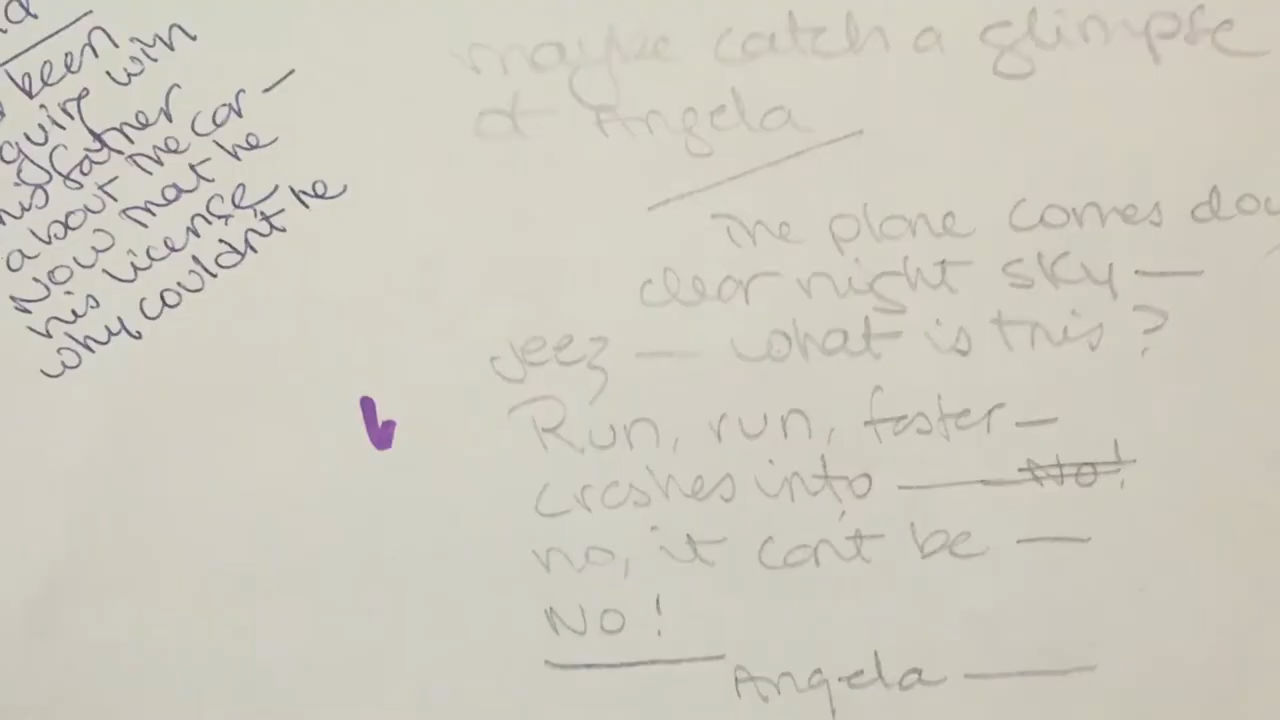 been
with
his father
about the car —
Now that he
his license
why couldn't he
maybe catch a glimpse
of Angela
The plane comes dow
clear night sky —
Jeez — what is this?
Run, run, faster —
crashes into — No!
no, it can't be —
NO!
Angela —